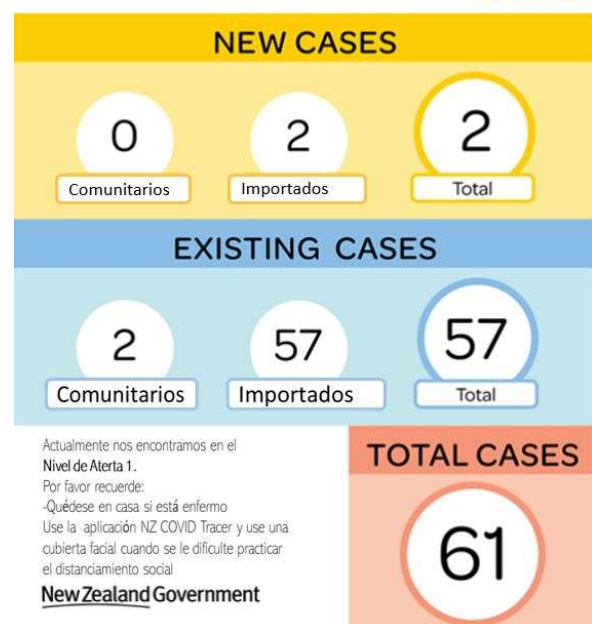 NEW CASES
0 2 2
Comunitarios Importados Total
EXISTING CASES
2 57 57
Comunitarios Importados Total
Actualmente nos encontramos en el
Nivel de Aterta 1.
Por favor recuerde:
-Quédese en casa si está enfermo
Use la aplicación NZ COVID Tracer y use una
cubierta facial cuando se le dificulte practicar
el distanciamiento social
New Zealand Government
TOTAL CASES
61